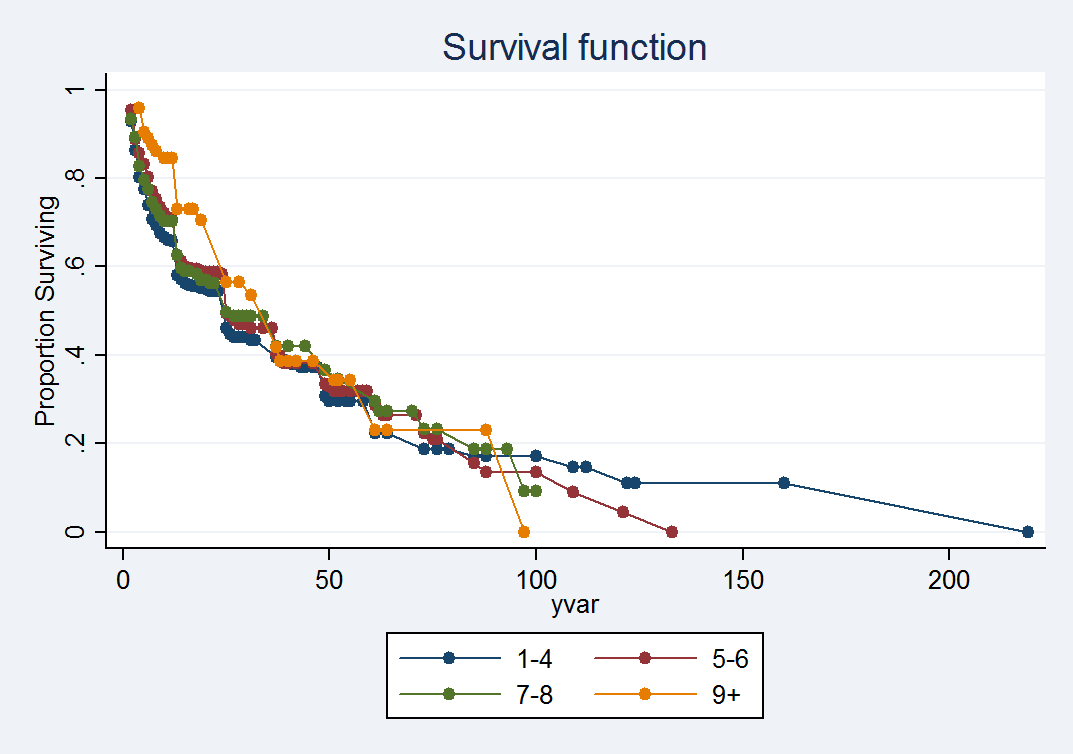 Survival function
Proportion Surviving
1
.8
.6
.4
.2
0
0 50 100 150 200
yvar
1-4 5-6
7-8 9+